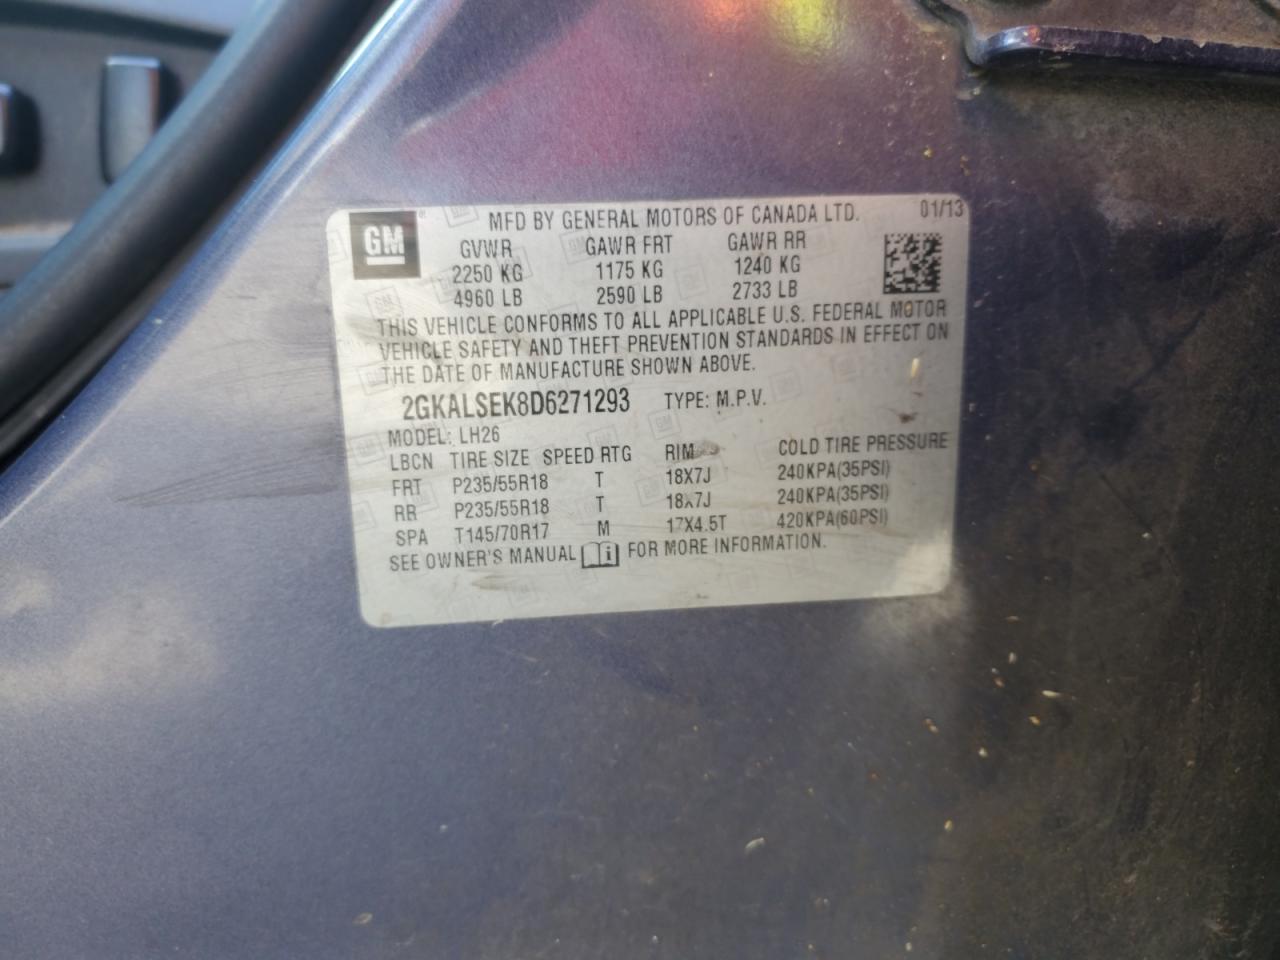 GM ® MFD BY GENERAL MOTORS OF CANADA LTD. 01/13
GVWR GAWR FRT GAWR RR
2250 KG 1175 KG 1240 KG
4960 LB 2590 LB 2733 LB
THIS VEHICLE CONFORMS TO ALL APPLICABLE U.S. FEDERAL MOTOR
VEHICLE SAFETY AND THEFT PREVENTION STANDARDS IN EFFECT ON
THE DATE OF MANUFACTURE SHOWN ABOVE.
2GKALSEK8D6271293 TYPE: M.P.V.
MODEL: LH26
LBCN TIRE SIZE SPEED RTG RIM COLD TIRE PRESSURE
FRT P235/55R18 T 18X7J 240KPA(35PSI)
RR P235/55R18 T 18X7J 240KPA(35PSI)
SPA T145/70R17 M 17X4.5T 420KPA(60PSI)
SEE OWNER'S MANUAL i FOR MORE INFORMATION.